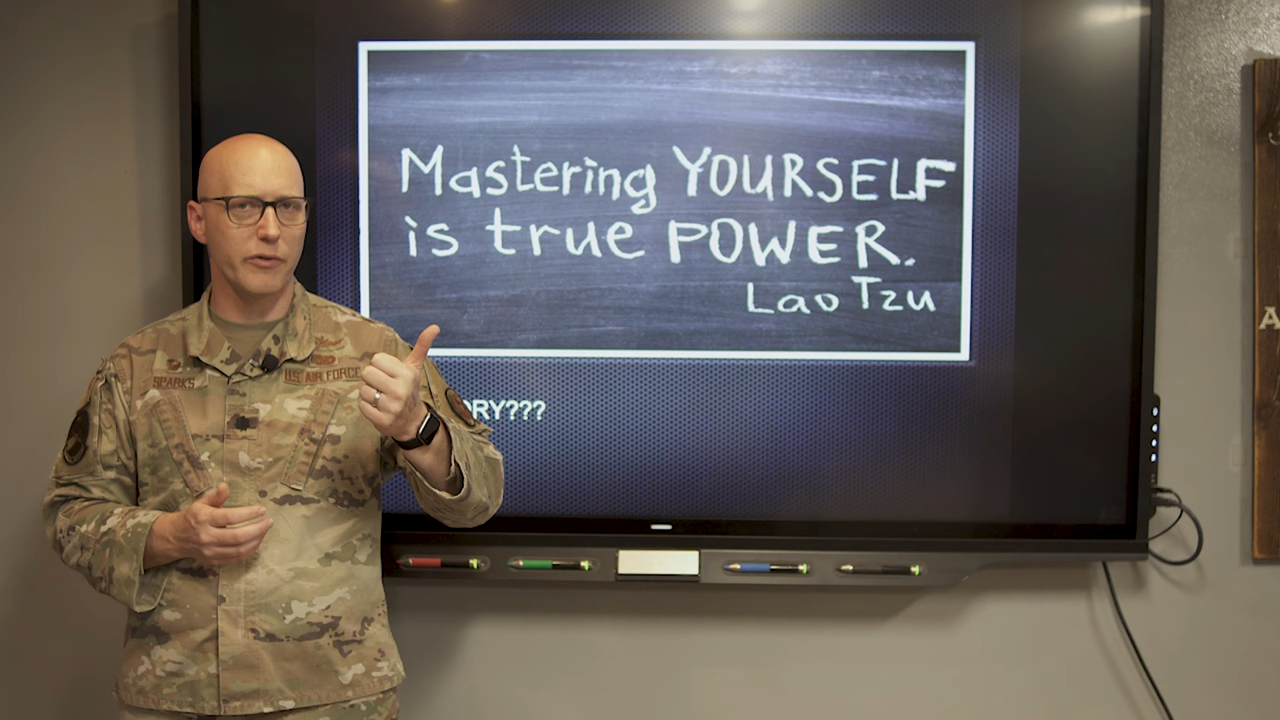 Mastering YOURSELF
is true POWER.
Lao Tzu
SPARKS
U.S. AIR FORCE
ORY???
A